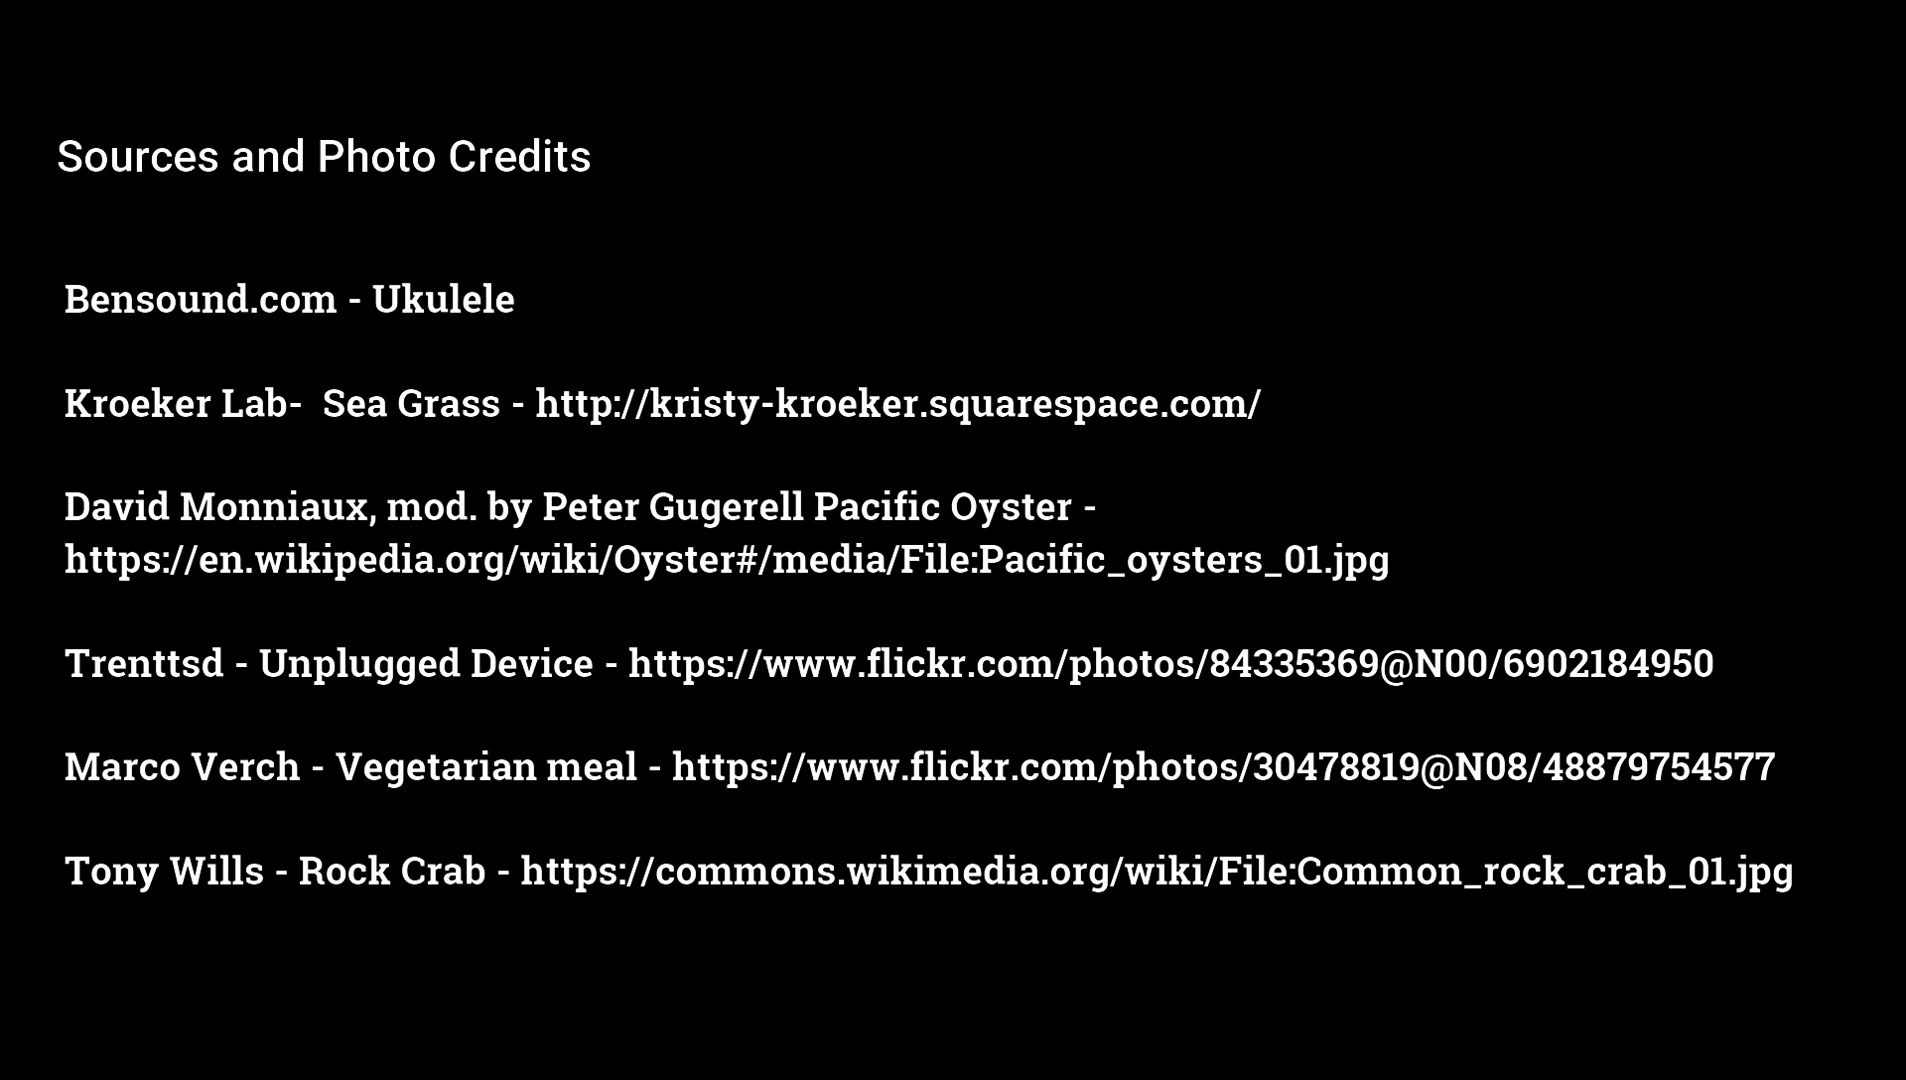 Sources and Photo Credits
Bensound.com - Ukulele
Kroeker Lab-  Sea Grass - http://kristy-kroeker.squarespace.com/
David Monniaux, mod. by Peter Gugerell Pacific Oyster -
https://en.wikipedia.org/wiki/Oyster#/media/File:Pacific_oysters_01.jpg
Trenttsd - Unplugged Device - https://www.flickr.com/photos/84335369@N00/6902184950
Marco Verch - Vegetarian meal - https://www.flickr.com/photos/30478819@N08/48879754577
Tony Wills - Rock Crab - https://commons.wikimedia.org/wiki/File:Common_rock_crab_01.jpg